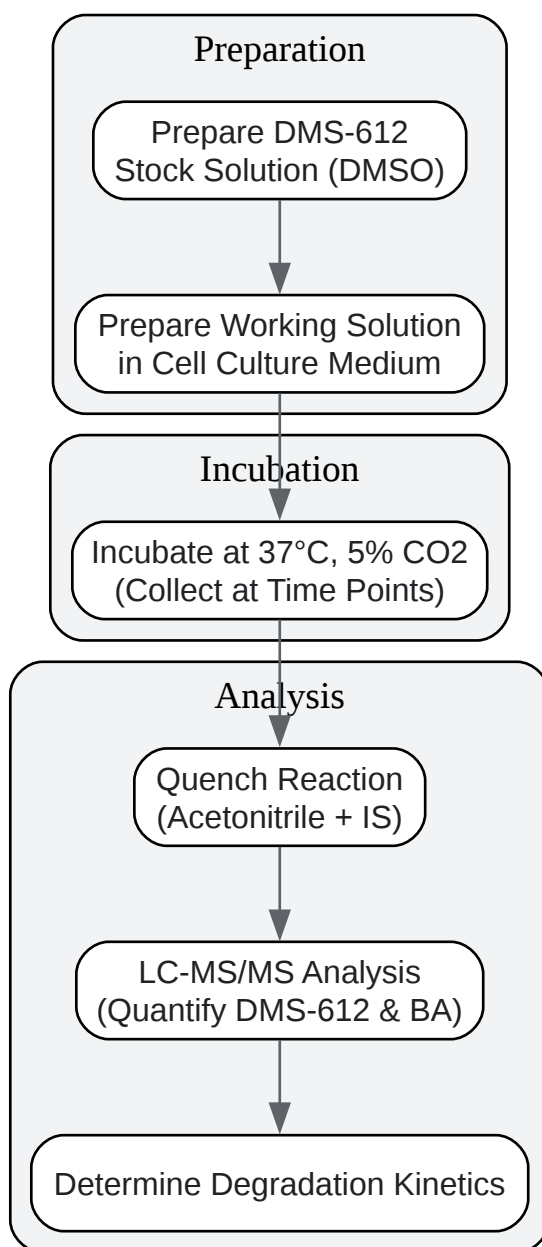 Preparation
Prepare DMS-612
Stock Solution (DMSO)
Prepare Working Solution
in Cell Culture Medium
Incubation
Incubate at 37°C, 5% CO2
(Collect at Time Points)
Analysis
Quench Reaction
(Acetonitrile + IS)
LC-MS/MS Analysis
(Quantify DMS-612 & BA)
Determine Degradation Kinetics